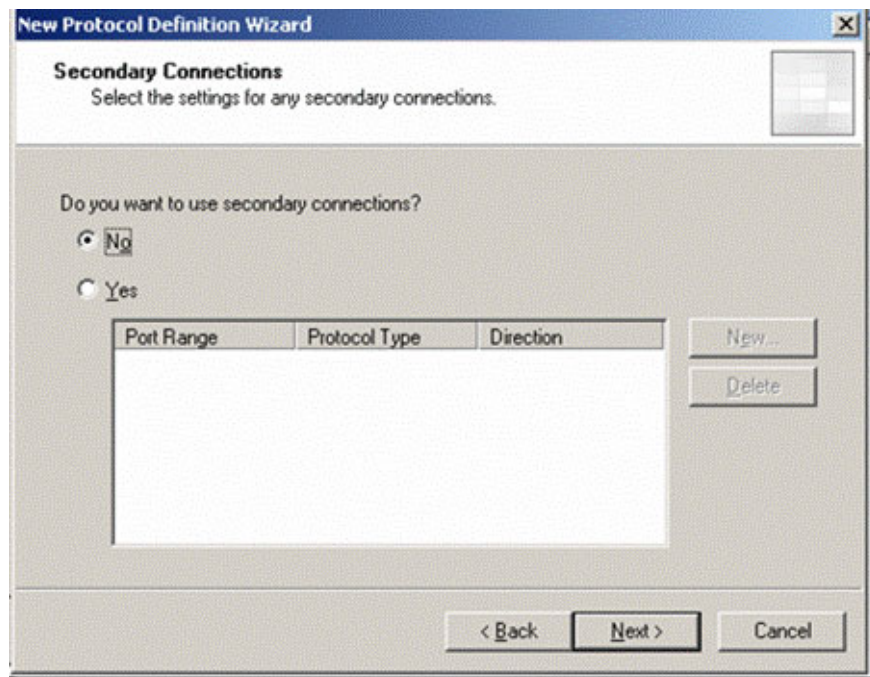 New Protocol Definition Wizard
Secondary Connections
Select the settings for any secondary connections.
Do you want to use secondary connections?
No
Yes
Port Range Protocol Type Direction
New...
Delete
< Back Next > Cancel